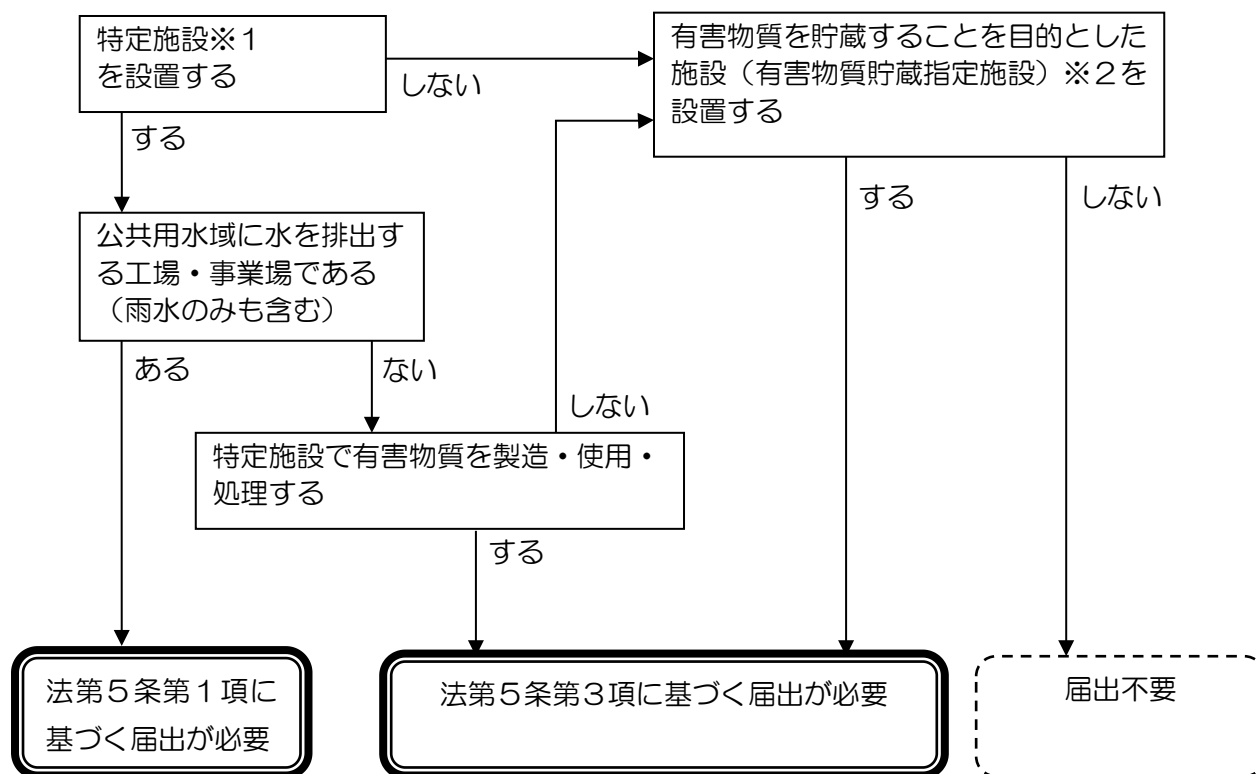 特定施設※１
を設置する
しない
有害物質を貯蔵することを目的とした
施設（有害物質貯蔵指定施設）※２を
設置する
する
する
しない
公共用水域に水を排出す
る工場・事業場である
（雨水のみも含む）
ある
ない
しない
特定施設で有害物質を製造・使用・
処理する
する
法第５条第１項に
基づく届出が必要
法第５条第３項に基づく届出が必要
届出不要